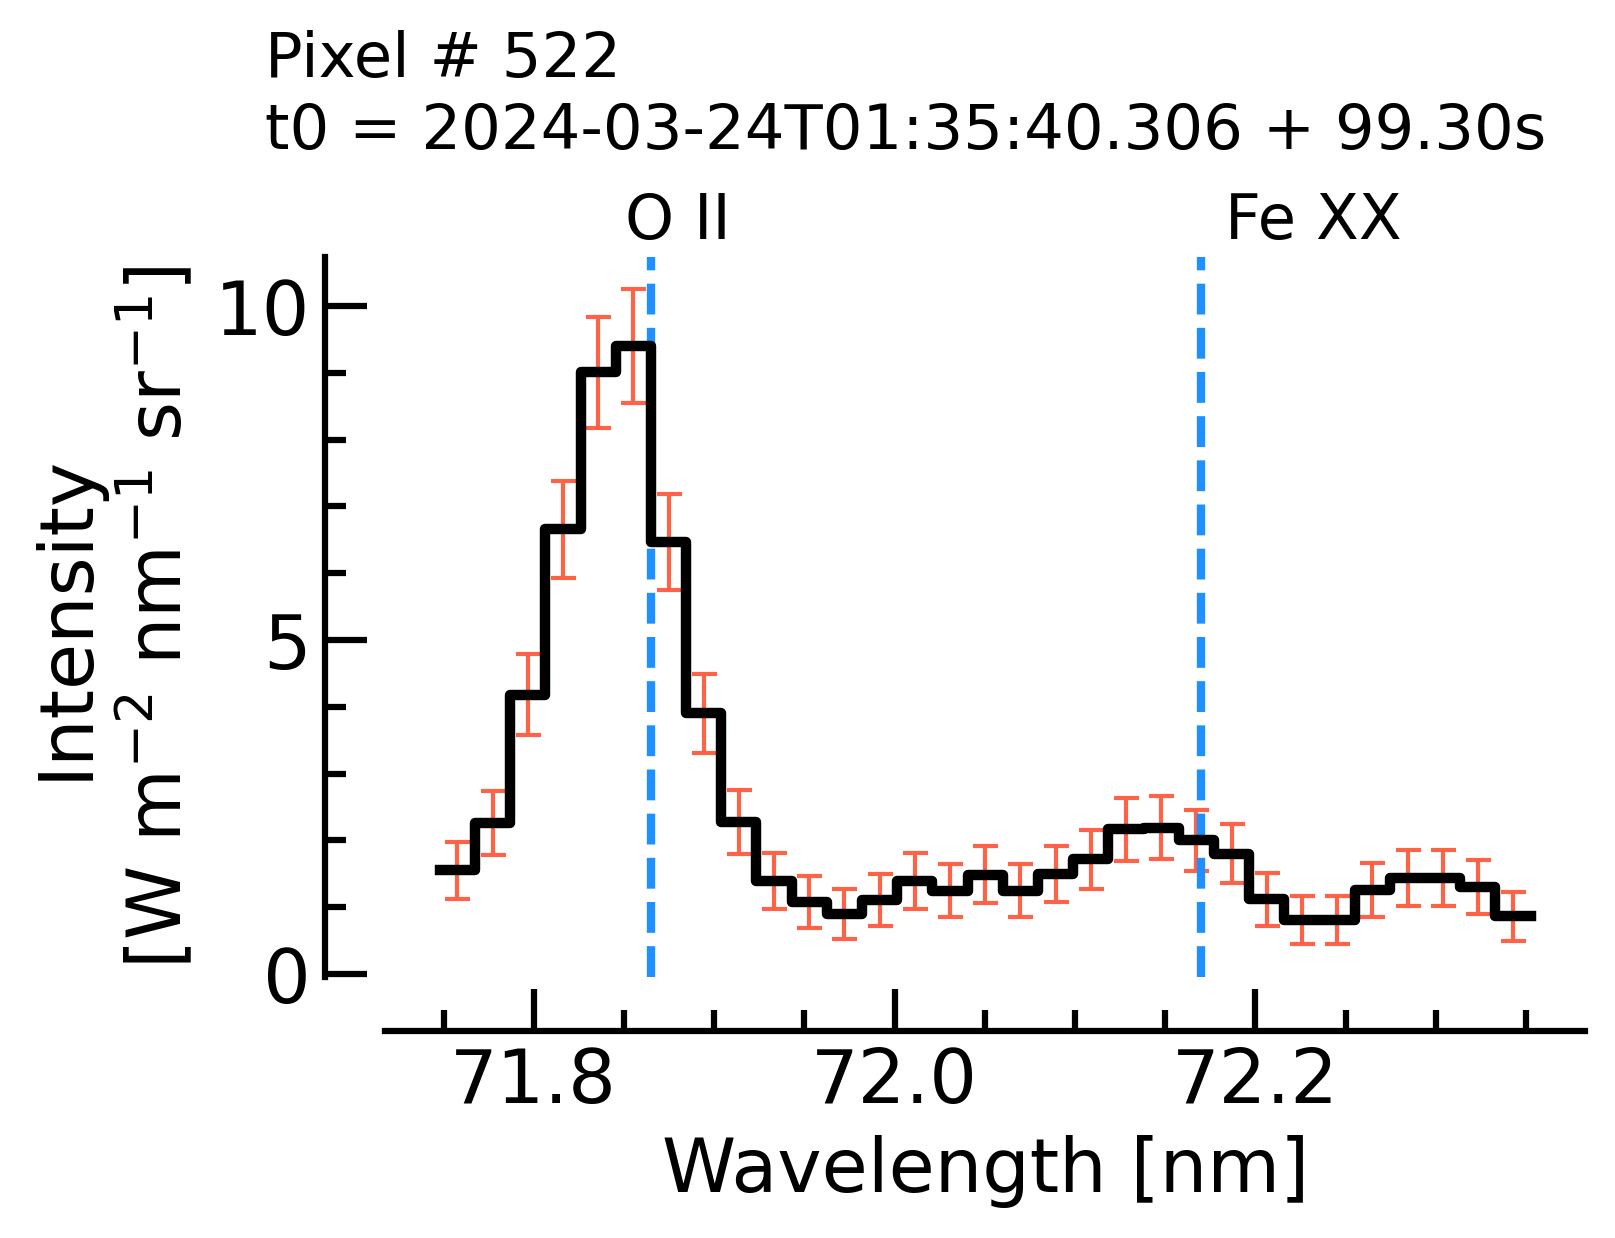 Pixel # 522
t0 = 2024-03-24T01:35:40.306 + 99.30s
O II
Fe XX
Intensity
[W m⁻² nm⁻¹ sr⁻¹]
10
5
0
71.8
72.0
72.2
Wavelength [nm]